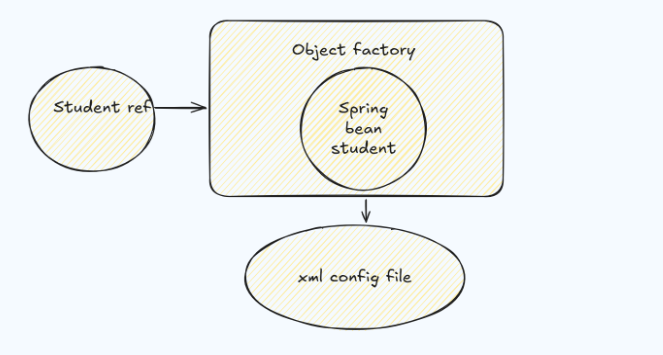 Object factory
Student ref
Spring
bean
student
xml config file